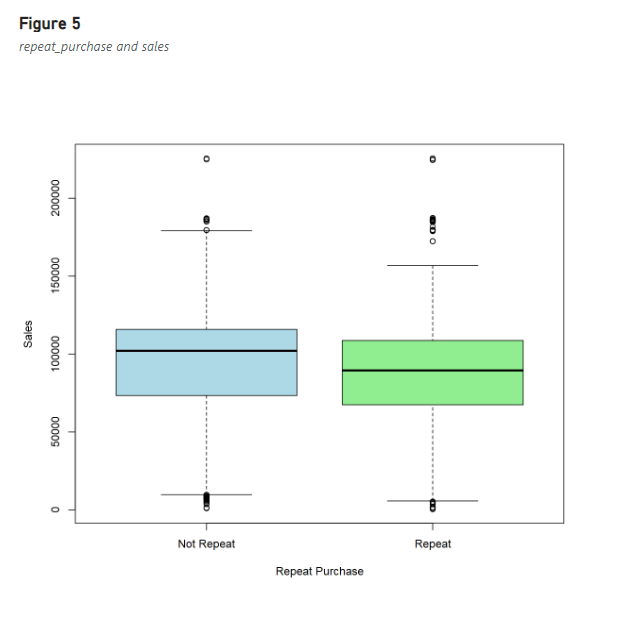 Figure 5
repeat_purchase and sales
200000
150000
100000
50000
0
Sales
Not Repeat
Repeat
Repeat Purchase